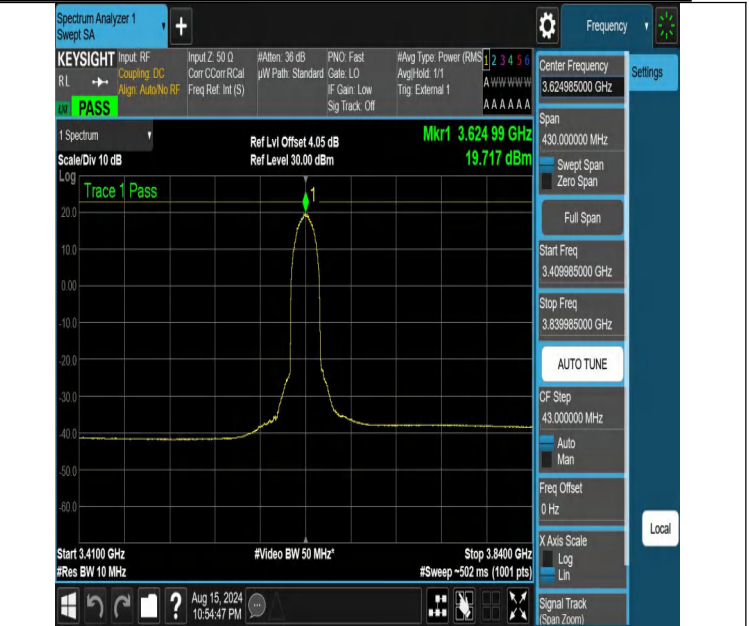 Spectrum Analyzer 1
Swept SA
+
Frequency
KEYSIGHT
RL
LXI
PASS
Input: RF
Coupling: DC
Align: Auto/No RF
Input Z: 50 Ω
Corr CCorr RCal
Freq Ref: Int (S)
#Atten: 36 dB
µW Path: Standard
PNO: Fast
Gate: LO
IF Gain: Low
Sig Track: Off
#Avg Type: Power (RMS
Avg|Hold: 1/1
Trig: External 1
1 2 3 4 5 6
A W W W W W
A A A A A A
1 Spectrum
Scale/Div 10 dB
Ref Lvl Offset 4.05 dB
Ref Level 30.00 dBm
Mkr1 3.624 99 GHz
19.717 dBm
Log
Trace 1 Pass
1
20.0
10.0
0.00
-10.0
-20.0
-30.0
-40.0
-50.0
-60.0
Start 3.4100 GHz
#Res BW 10 MHz
#Video BW 50 MHz*
Stop 3.8400 GHz
#Sweep ~502 ms (1001 pts)
Center Frequency
3.624985000 GHz
Settings
Span
430.000000 MHz
Swept Span
Zero Span
Full Span
Start Freq
3.409985000 GHz
Stop Freq
3.839985000 GHz
AUTO TUNE
CF Step
43.000000 MHz
Auto
Man
Freq Offset
0 Hz
X Axis Scale
Log
Lin
Local
Signal Track
(Span Zoom)
?
Aug 15, 2024
10:54:47 PM